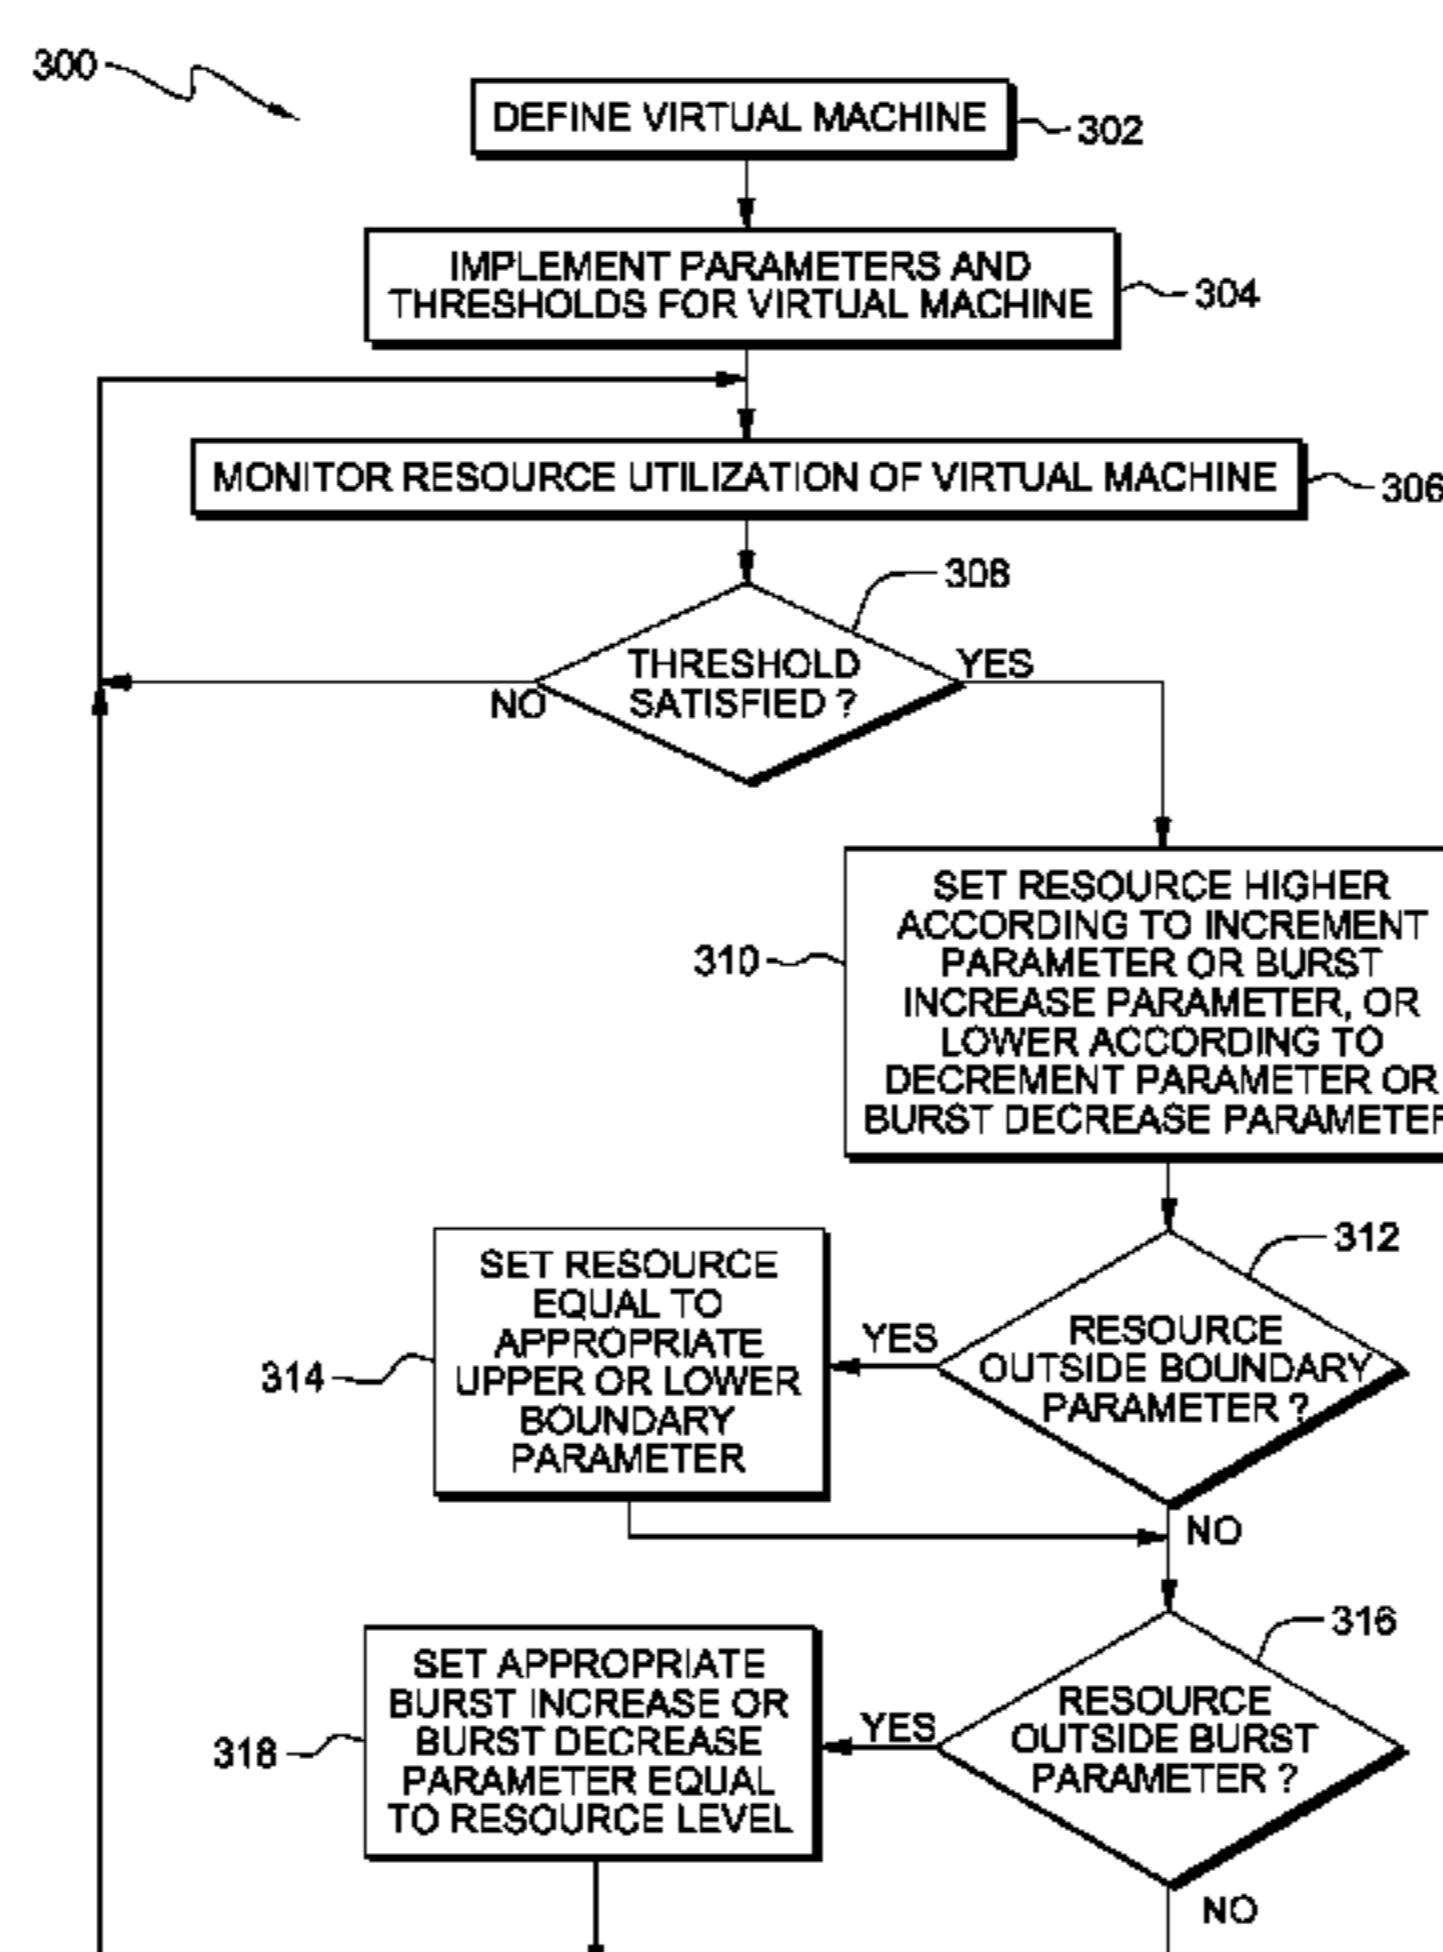 300
DEFINE VIRTUAL MACHINE
302
IMPLEMENT PARAMETERS AND
THRESHOLDS FOR VIRTUAL MACHINE
304
MONITOR RESOURCE UTILIZATION OF VIRTUAL MACHINE
306
308
THRESHOLD
SATISFIED ?
YES
NO
SET RESOURCE HIGHER
ACCORDING TO INCREMENT
PARAMETER OR BURST
INCREASE PARAMETER, OR
LOWER ACCORDING TO
DECREMENT PARAMETER OR
BURST DECREASE PARAMETER
310
312
RESOURCE
OUTSIDE BOUNDARY
PARAMETER ?
YES
SET RESOURCE
EQUAL TO
APPROPRIATE
UPPER OR LOWER
BOUNDARY
PARAMETER
314
NO
316
RESOURCE
OUTSIDE BURST
PARAMETER ?
YES
SET APPROPRIATE
BURST INCREASE OR
BURST DECREASE
PARAMETER EQUAL
TO RESOURCE LEVEL
318
NO